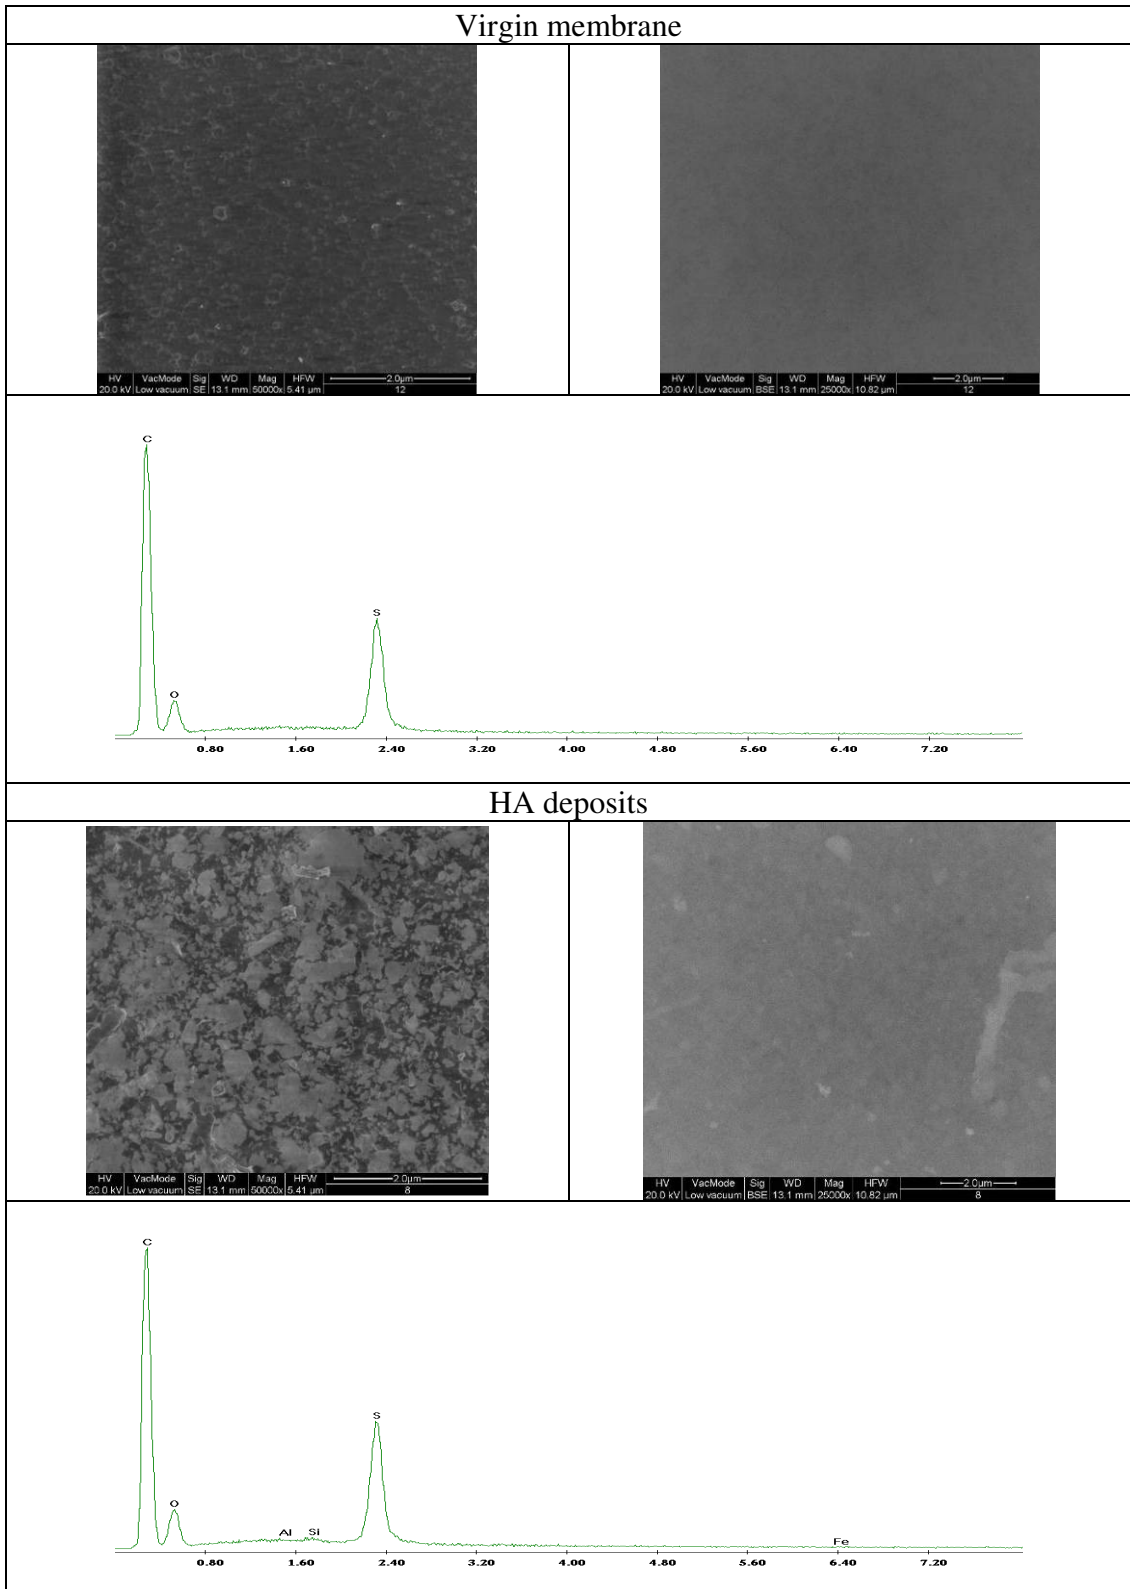 Virgin membrane
HV VacMode Sig WD Mag HFW 2.0µm
20.0 kV Low vacuum SE 13.1 mm 50000x 5.41 µm 12
HV VacMode Sig WD Mag HFW 2.0µm
20.0 kV Low vacuum BSE 13.1 mm 25000x 10.82 µm 12
C
S
O
0.80 1.60 2.40 3.20 4.00 4.80 5.60 6.40 7.20
HA deposits
HV VacMode Sig WD Mag HFW 2.0µm
20.0 kV Low vacuum SE 13.1 mm 50000x 5.41 µm 8
HV VacMode Sig WD Mag HFW 2.0µm
20.0 kV Low vacuum BSE 13.1 mm 25000x 10.82 µm 8
C
S
O
Al Si Fe
0.80 1.60 2.40 3.20 4.00 4.80 5.60 6.40 7.20